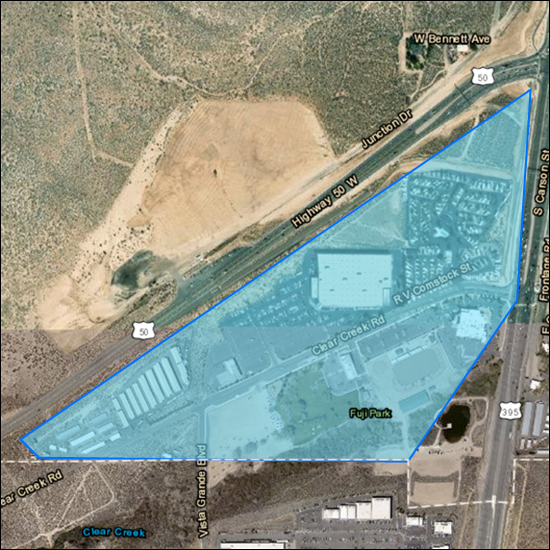 W Bennett Ave
50
Junction Dr
Highway 50 W
S Carson St
Frontage Rd
R V Comstock St
50
Clear Creek Rd
Fuji Park
395
Vista Grande Blvd
lear Creek Rd
Clear Creek